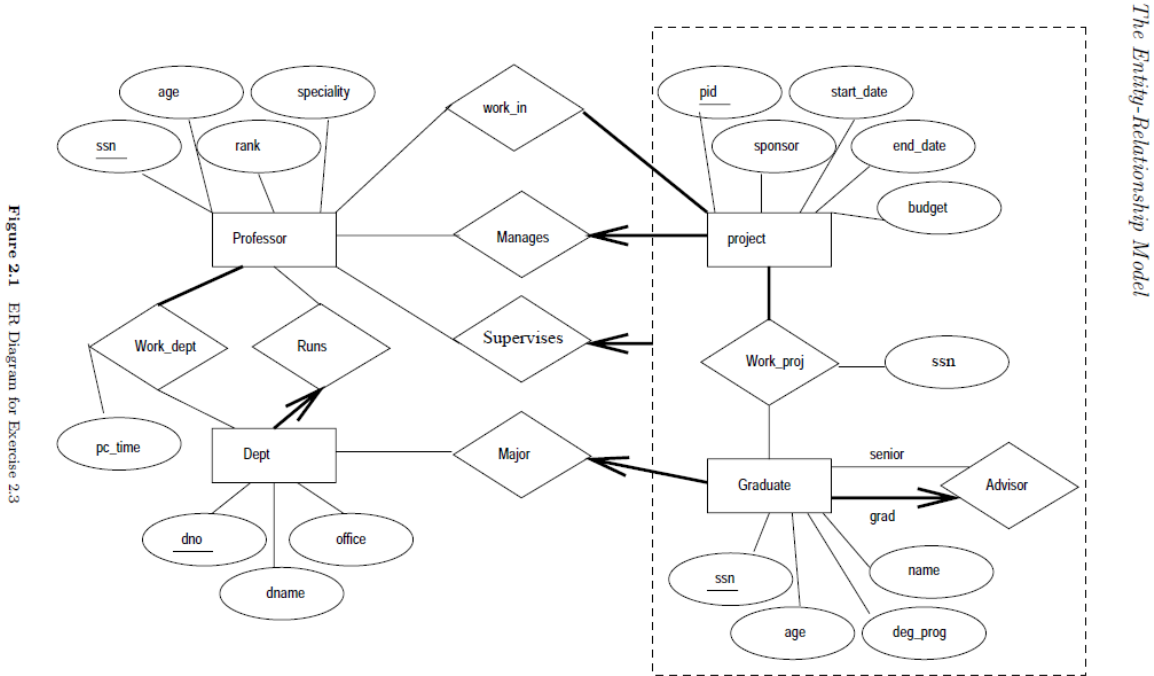 The Entity-Relationship Model
age
speciality
ssn
rank
work_in
pid
start_date
sponsor
end_date
budget
Professor
Manages
project
Work_dept
Runs
Supervises
Work_proj
ssn
pc_time
Dept
Major
Graduate
senior
grad
Advisor
dno
office
dname
ssn
name
age
deg_prog
Figure 2.1 ER Diagram for Exercise 2.3